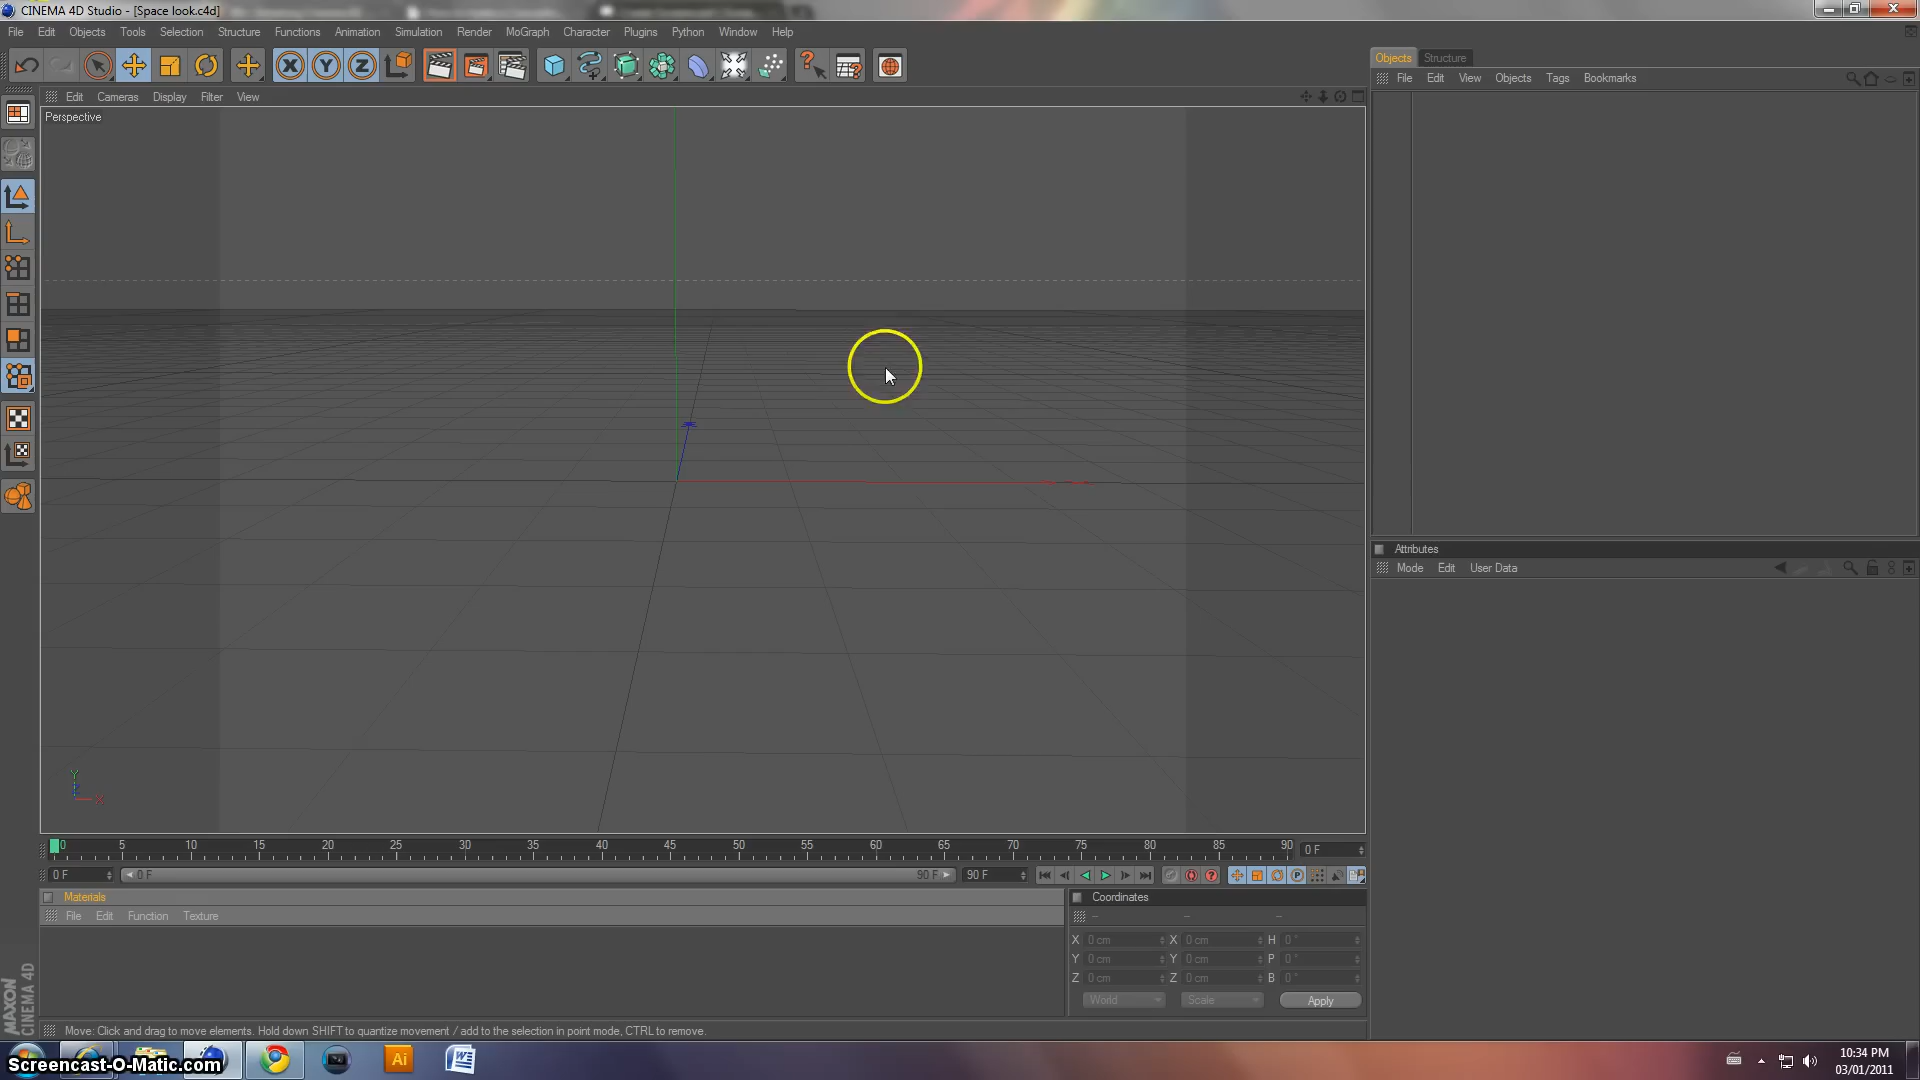 CINEMA 4D Studio - [Space look.c4d]
File Edit Objects Tools Selection Structure Functions Animation Simulation Render MoGraph Character Plugins Python Window Help
Objects Structure
File Edit View Objects Tags Bookmarks
Edit Cameras Display Filter View
Perspective
Attributes
Mode Edit User Data
Y
Z
X
0 5 10 15 20 25 30 35 40 45 50 55 60 65 70 75 80 85 90 0 F
0 F 0 F 90 F 90 F
Materials
File Edit Function Texture
Coordinates
X 0 cm X 0 cm H 0 °
Y 0 cm Y 0 cm P 0 °
Z 0 cm Z 0 cm B 0 °
World Scale Apply
MAXON
CINEMA 4D
Move: Click and drag to move elements. Hold down SHIFT to quantize movement / add to the selection in point mode, CTRL to remove.
Screencast-O-Matic.com
Ai
10:34 PM
03/01/2011